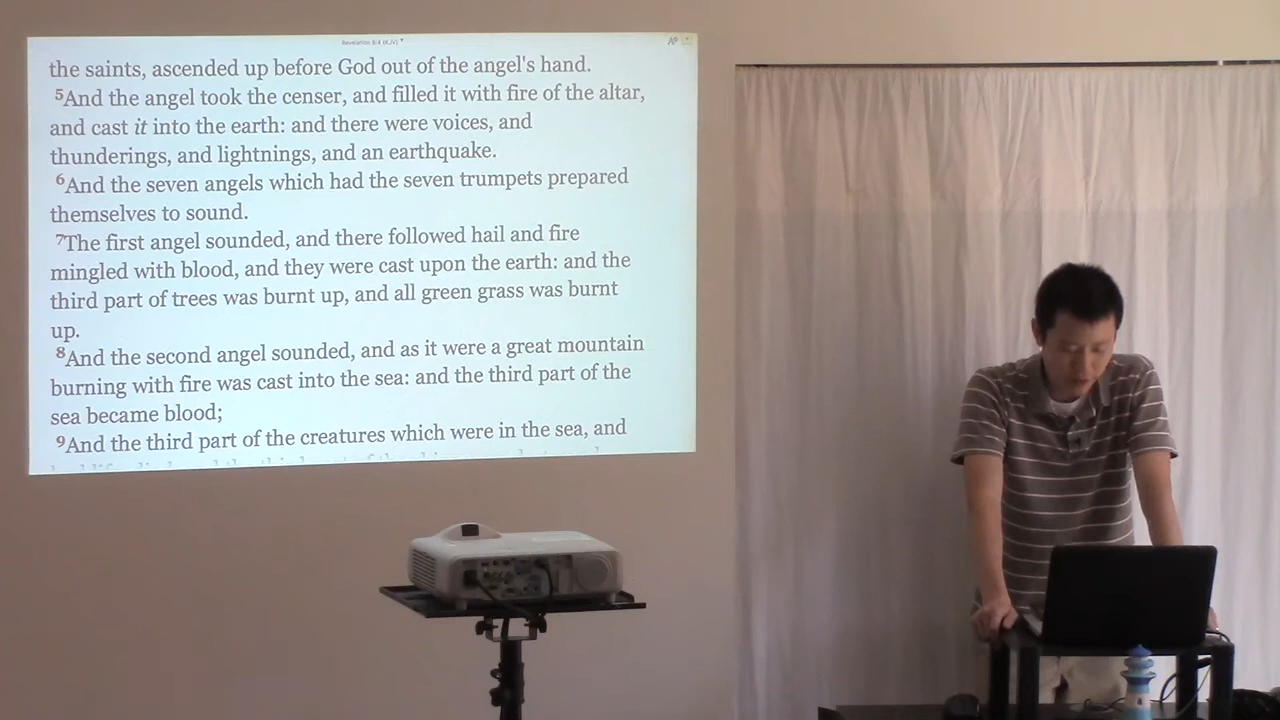 Revelation 8:4 (KJV)
the saints, ascended up before God out of the angel's hand.
5And the angel took the censer, and filled it with fire of the altar,
and cast it into the earth: and there were voices, and
thunderings, and lightnings, and an earthquake.
6And the seven angels which had the seven trumpets prepared
themselves to sound.
7The first angel sounded, and there followed hail and fire
mingled with blood, and they were cast upon the earth: and the
third part of trees was burnt up, and all green grass was burnt
up.
8And the second angel sounded, and as it were a great mountain
burning with fire was cast into the sea: and the third part of the
sea became blood;
9And the third part of the creatures which were in the sea, and